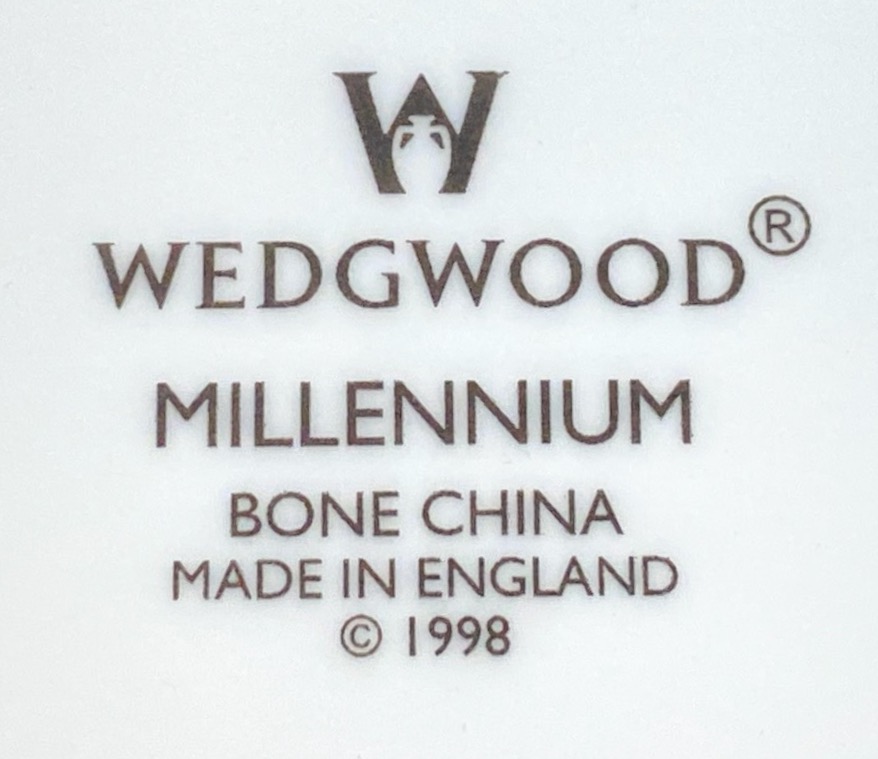 W
WEDGWOOD®
MILLENNIUM
BONE CHINA
MADE IN ENGLAND
© 1998